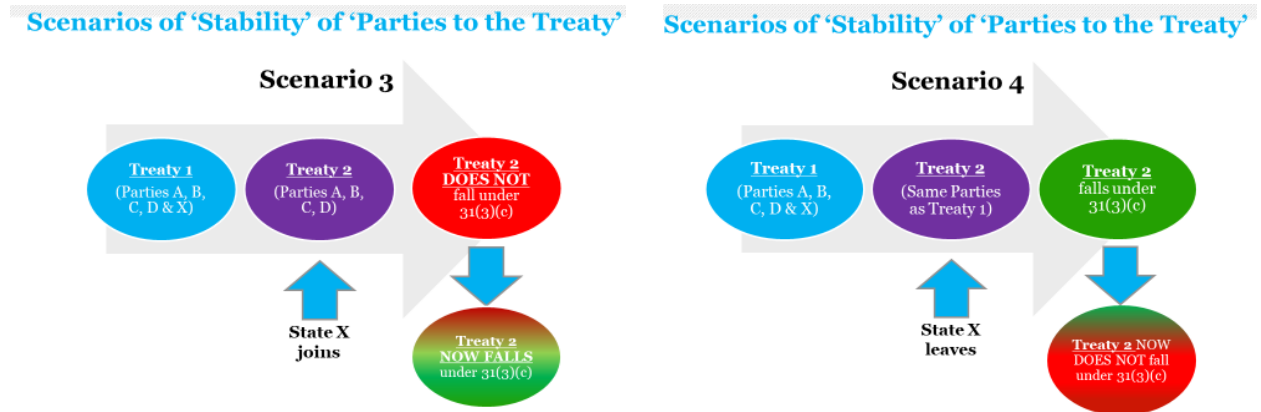 Scenarios of ‘Stability’ of ‘Parties to the Treaty’
Scenario 3
Treaty 1
(Parties A, B,
C, D & X)
Treaty 2
(Parties A, B,
C, D)
Treaty 2
DOES NOT
fall under
31(3)(c)
State X
joins
Treaty 2
NOW FALLS
under 31(3)(c)
Scenarios of ‘Stability’ of ‘Parties to the Treaty’
Scenario 4
Treaty 1
(Parties A, B,
C, D & X)
Treaty 2
(Same Parties
as Treaty 1)
Treaty 2
falls under
31(3)(c)
State X
leaves
Treaty 2 NOW
DOES NOT fall
under 31(3)(c)